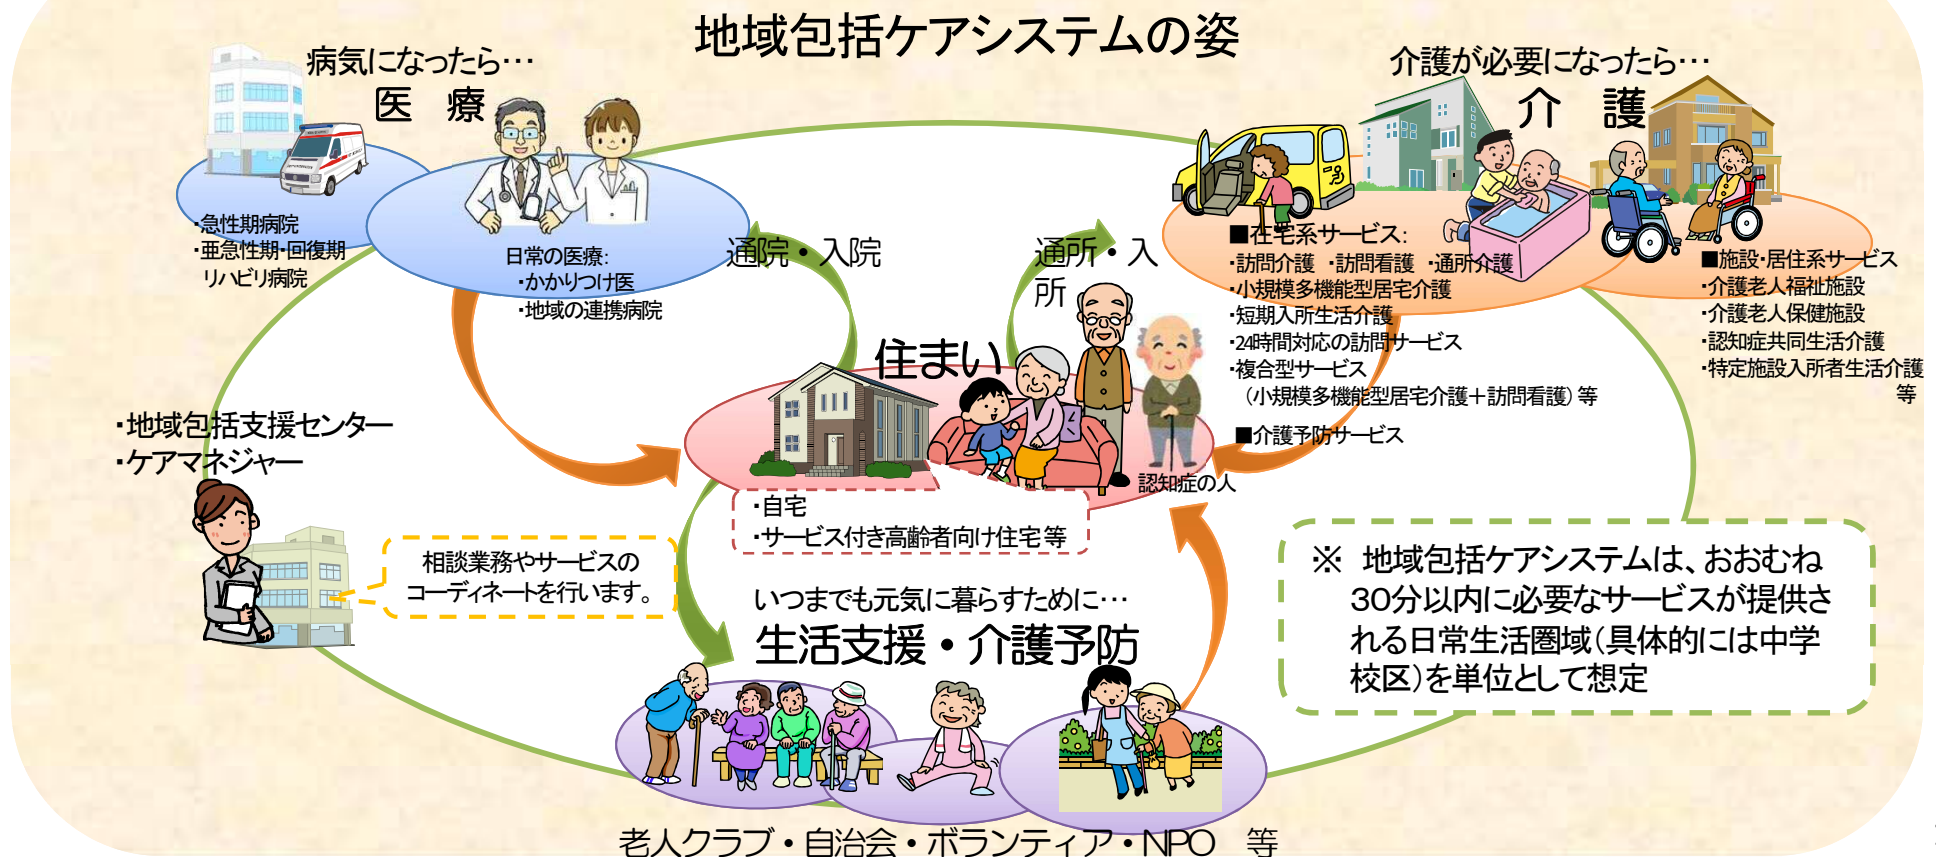 地域包括ケアシステムの姿
病気になったら…
医　療
・急性期病院
・亜急性期・回復期
リハビリ病院
日常の医療:
・かかりつけ医
・地域の連携病院
通院・入院
通所・入
所
介護が必要になったら…
介　護
■在宅系サービス:
・訪問介護　・訪問看護　・通所介護
・小規模多機能型居宅介護
・短期入所生活介護
・24時間対応の訪問サービス
・複合型サービス
（小規模多機能型居宅介護＋訪問看護）等
■介護予防サービス
■施設・居住系サービス
・介護老人福祉施設
・介護老人保健施設
・認知症共同生活介護
・特定施設入所者生活介護
等
住まい
認知症の人
・自宅
・サービス付き高齢者向け住宅 等
・地域包括支援センター
・ケアマネジャー
相談業務やサービスの
コーディネートを行います。
いつまでも元気に暮らすために…
生活支援・介護予防
老人クラブ・自治会・ボランティア・NPO　等
※　地域包括ケアシステムは、おおむね
30分以内に必要なサービスが提供さ
れる日常生活圏域（具体的には中学
校区）を単位として想定